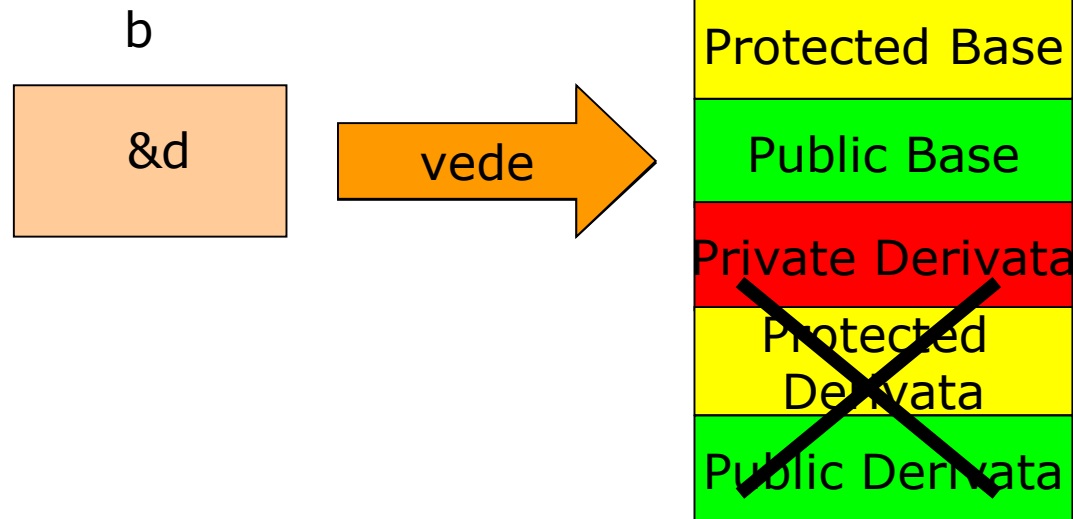 b
&d
vede
Protected Base
Public Base
Private Derivata
Protected
Derivata
Public Derivata